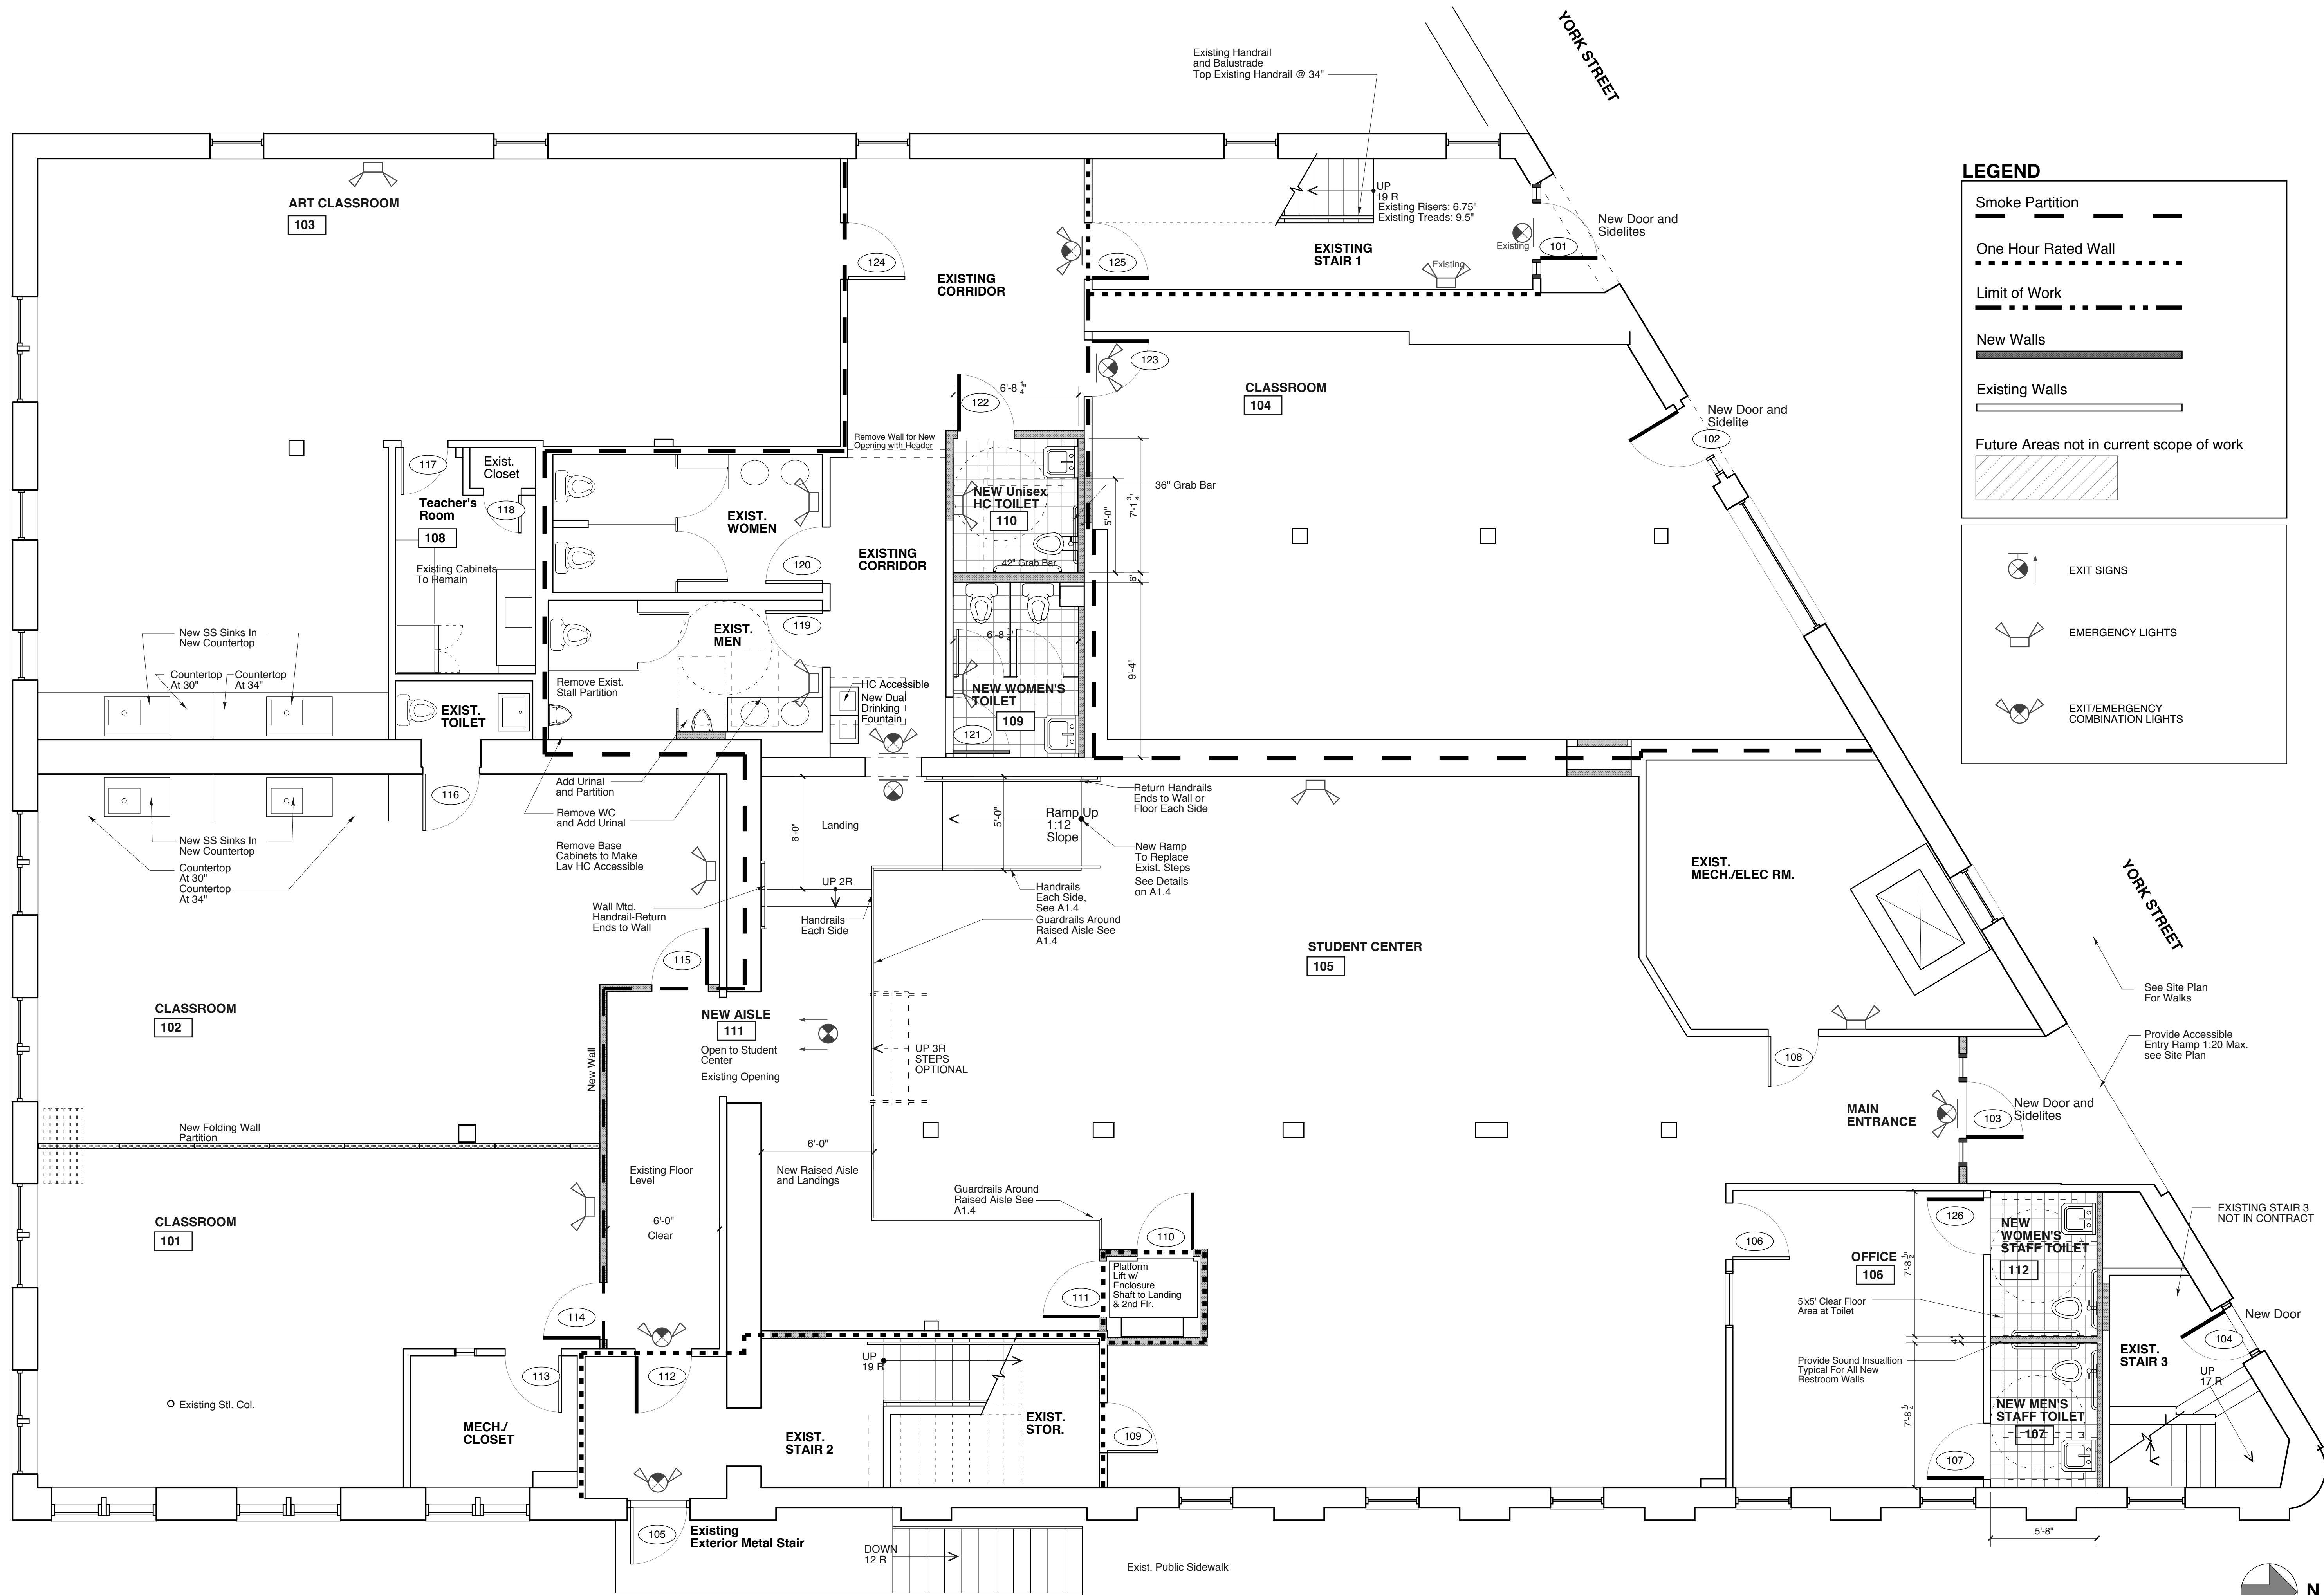 YORK STREET
Existing Handrail
and Balustrade
Top Existing Handrail @ 34"
LEGEND
Smoke Partition
One Hour Rated Wall
Limit of Work
New Walls
Existing Walls
Future Areas not in current scope of work
EXIT SIGNS
EMERGENCY LIGHTS
EXIT/EMERGENCY
COMBINATION LIGHTS
ART CLASSROOM
103
124
EXISTING
CORRIDOR
125
UP
19 R
Existing Risers: 6.75"
Existing Treads: 9.5"
EXISTING
STAIR 1
Existing
Existing
101
New Door and
Sidelites
123
CLASSROOM
104
New Door and
Sidelite
102
6'-8 1/4"
122
Remove Wall for New
Opening with Header
NEW Unisex
HC TOILET
110
36" Grab Bar
42" Grab Bar
5'-0"
7'-1 3/4"
6"
9'-4"
117
Exist.
Closet
118
Teacher's
Room
108
Existing Cabinets
To Remain
EXIST.
WOMEN
120
EXISTING
CORRIDOR
EXIST.
MEN
119
Remove Exist.
Stall Partition
HC Accessible
New Dual
Drinking
Fountain
6'-8
NEW WOMEN'S
TOILET
109
121
New SS Sinks In
New Countertop
Countertop
At 30"
Countertop
At 34"
EXIST.
TOILET
116
New SS Sinks In
New Countertop
Countertop
At 30"
Countertop
At 34"
Add Urinal
and Partition
Remove WC
and Add Urinal
Remove Base
Cabinets to Make
Lav HC Accessible
Wall Mtd.
Handrail-Return
Ends to Wall
6'-0"
Landing
UP 2R
Handrails
Each Side
5'-0"
Ramp Up
1:12
Slope
Return Handrails
Ends to Wall or
Floor Each Side
New Ramp
To Replace
Exist. Steps
See Details
on A1.4
Handrails
Each Side,
See A1.4
Guardrails Around
Raised Aisle See
A1.4
EXIST.
MECH./ELEC RM.
YORK STREET
STUDENT CENTER
105
See Site Plan
For Walks
Provide Accessible
Entry Ramp 1:20 Max.
see Site Plan
115
CLASSROOM
102
New Wall
NEW AISLE
111
Open to Student
Center
Existing Opening
UP 3R
STEPS
OPTIONAL
108
MAIN
ENTRANCE
103
New Door and
Sidelites
New Folding Wall
Partition
Existing Floor
Level
6'-0"
New Raised Aisle
and Landings
6'-0"
Clear
Guardrails Around
Raised Aisle See
A1.4
CLASSROOM
101
110
111
Platform
Lift w/
Enclosure
Shaft to Landing
& 2nd Flr.
106
OFFICE
106
126
7'-8 1/2"
NEW
WOMEN'S
STAFF TOILET
112
EXISTING STAIR 3
NOT IN CONTRACT
5'x5' Clear Floor
Area at Toilet
4"
Provide Sound Insualtion
Typical For All New
Restroom Walls
New Door
104
EXIST.
STAIR 3
UP
17 R
114
113
112
Existing Stl. Col.
MECH./
CLOSET
UP
19 R
EXIST.
STAIR 2
EXIST.
STOR.
109
7'-8 1/4"
NEW MEN'S
STAFF TOILET
107
107
105
Existing
Exterior Metal Stair
DOWN
12 R
Exist. Public Sidewalk
5'-8"
N